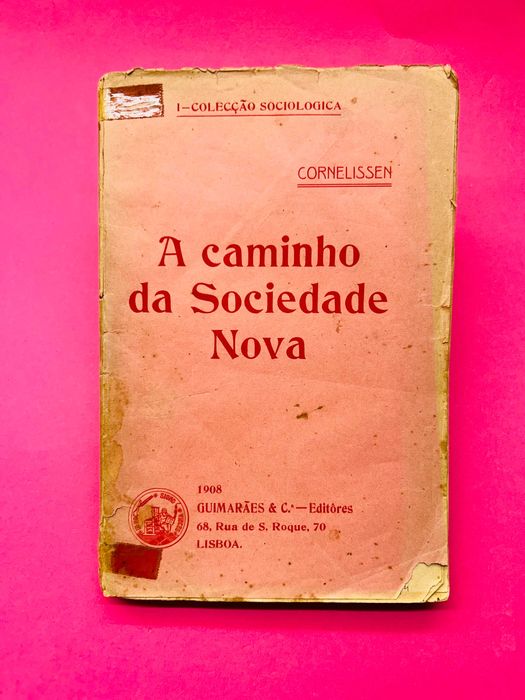 I—COLECÇÃO SOCIOLOGICA
CORNELISSEN
A caminho
da Sociedade
Nova
1908
GUIMARÃES & C.ª—Editôres
68, Rua de S. Roque, 70
LISBOA.